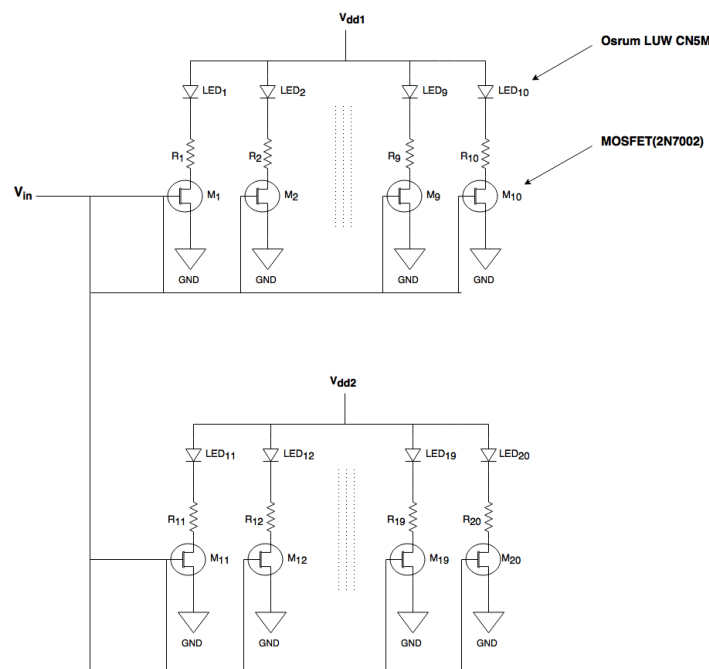 Vdd1
Osrum LUW CN5M
LED1 LED2 LED9 LED10
R1 R2 R9 R10
MOSFET(2N7002)
Vin
M1 M2 M9 M10
GND GND GND GND
Vdd2
LED11 LED12 LED19 LED20
R11 R12 R19 R20
M11 M12 M19 M20
GND GND GND GND